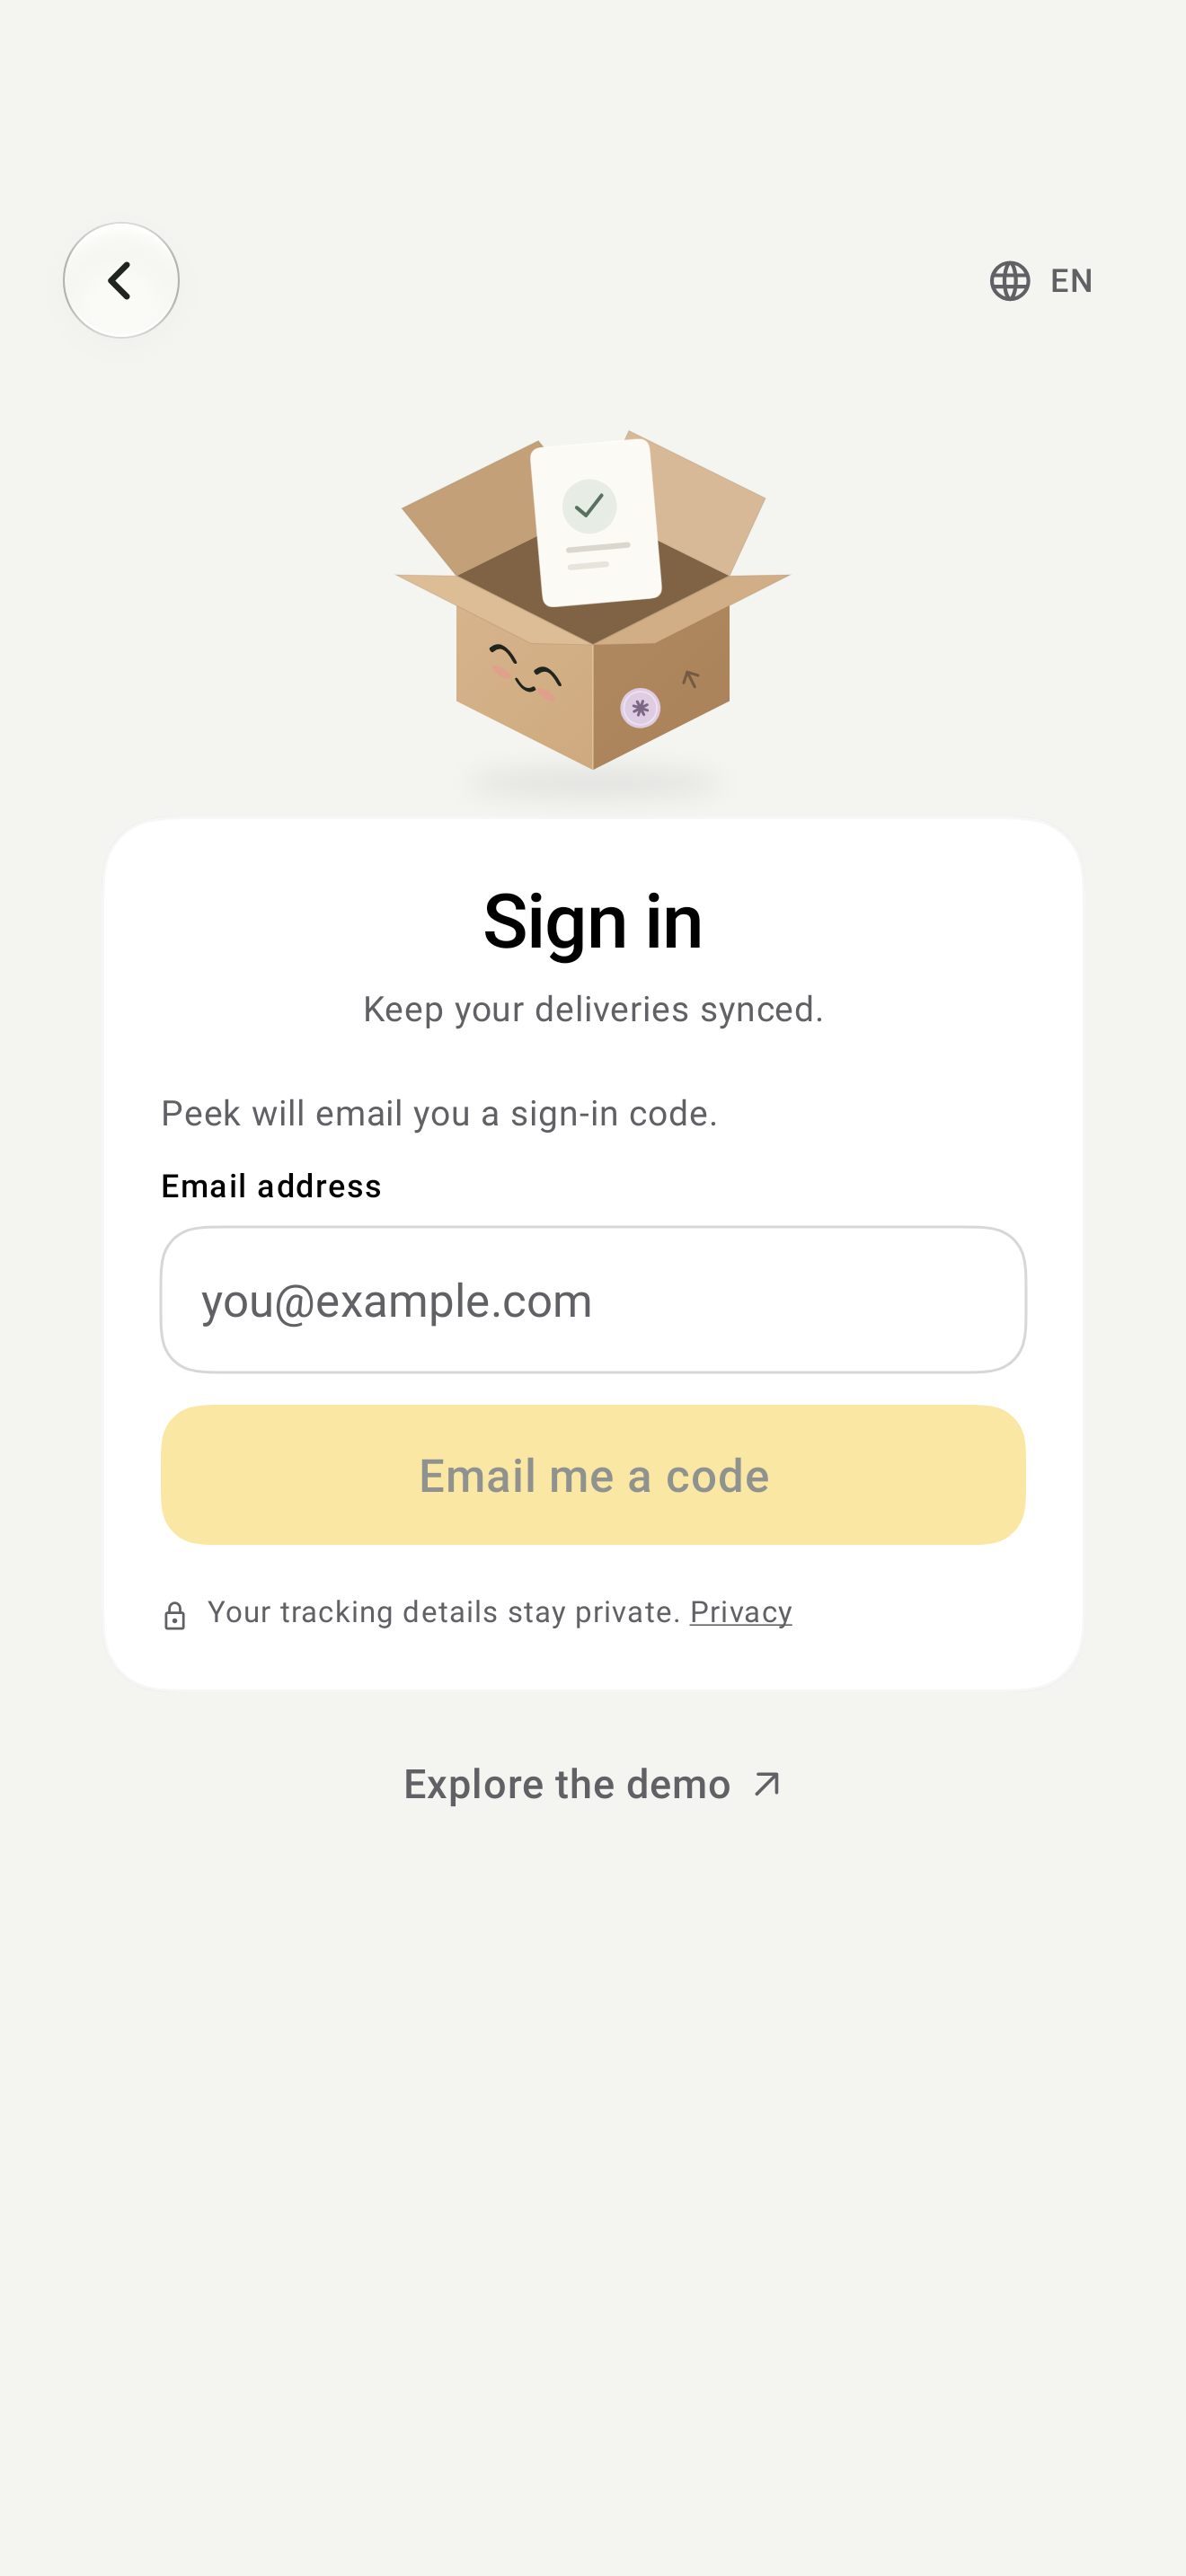 EN
Sign in
Keep your deliveries synced.
Peek will email you a sign-in code.
Email address
you@example.com
Email me a code
Your tracking details stay private. Privacy
Explore the demo